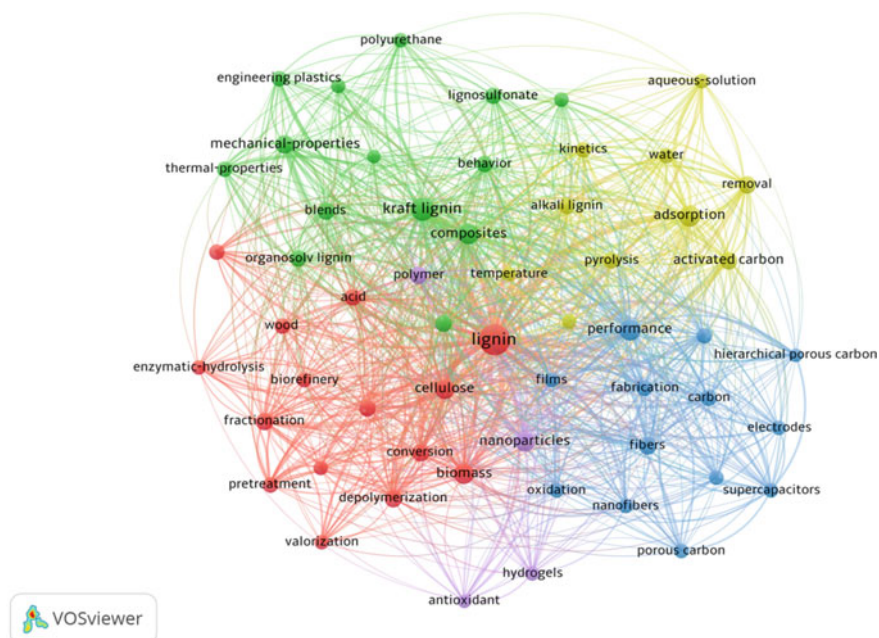 polyurethane
engineering plastics
aqueous-solution
lignosulfonate
mechanical-properties
kinetics
water
behavior
thermal-properties
removal
kraft lignin
alkali lignin
blends
adsorption
composites
organosolv lignin
polymer
temperature
pyrolysis
activated carbon
acid
wood
performance
lignin
hierarchical porous carbon
enzymatic-hydrolysis
biorefinery
cellulose
films
fabrication
carbon
fractionation
nanoparticles
fibers
electrodes
conversion
biomass
pretreatment
depolymerization
oxidation
supercapacitors
nanofibers
valorization
porous carbon
hydrogels
antioxidant
VOSviewer